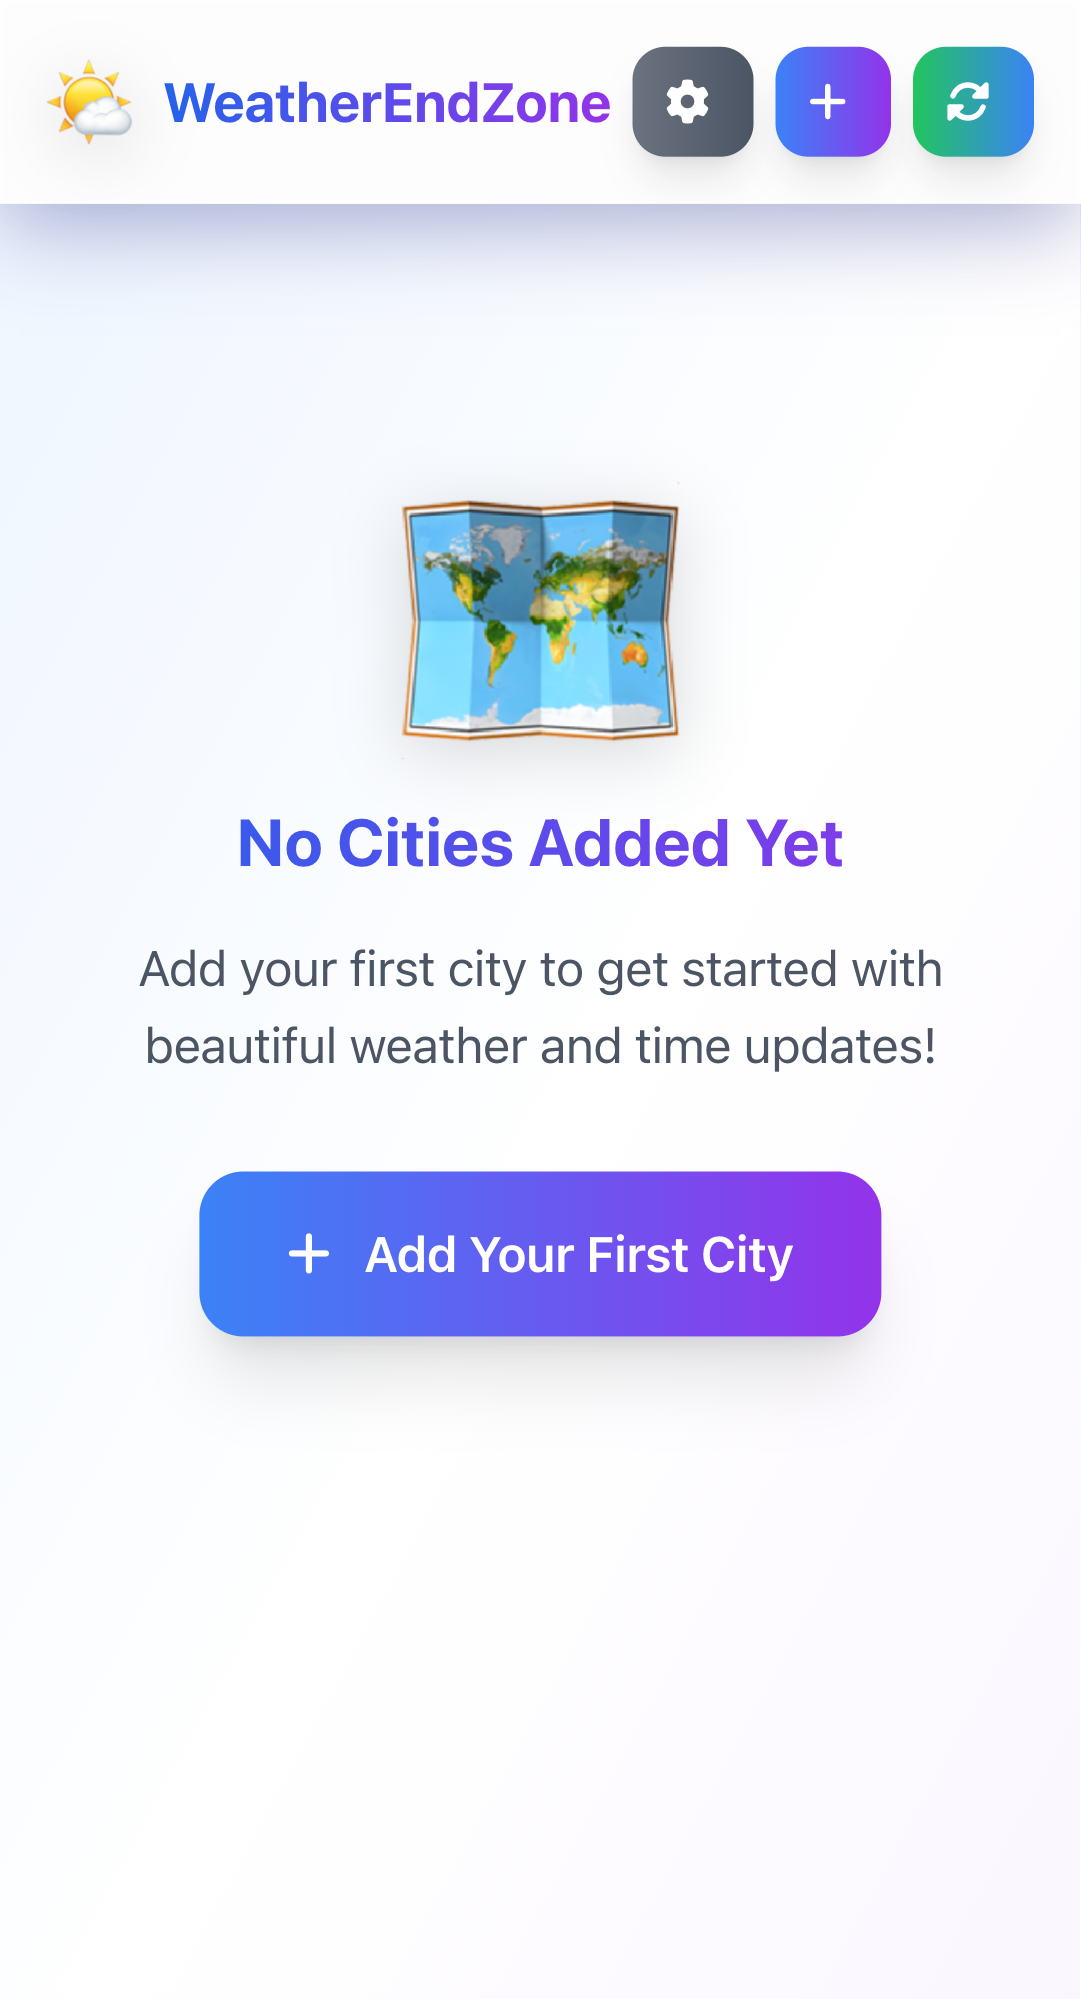 WeatherEndZone
No Cities Added Yet
Add your first city to get started with
beautiful weather and time updates!
Add Your First City